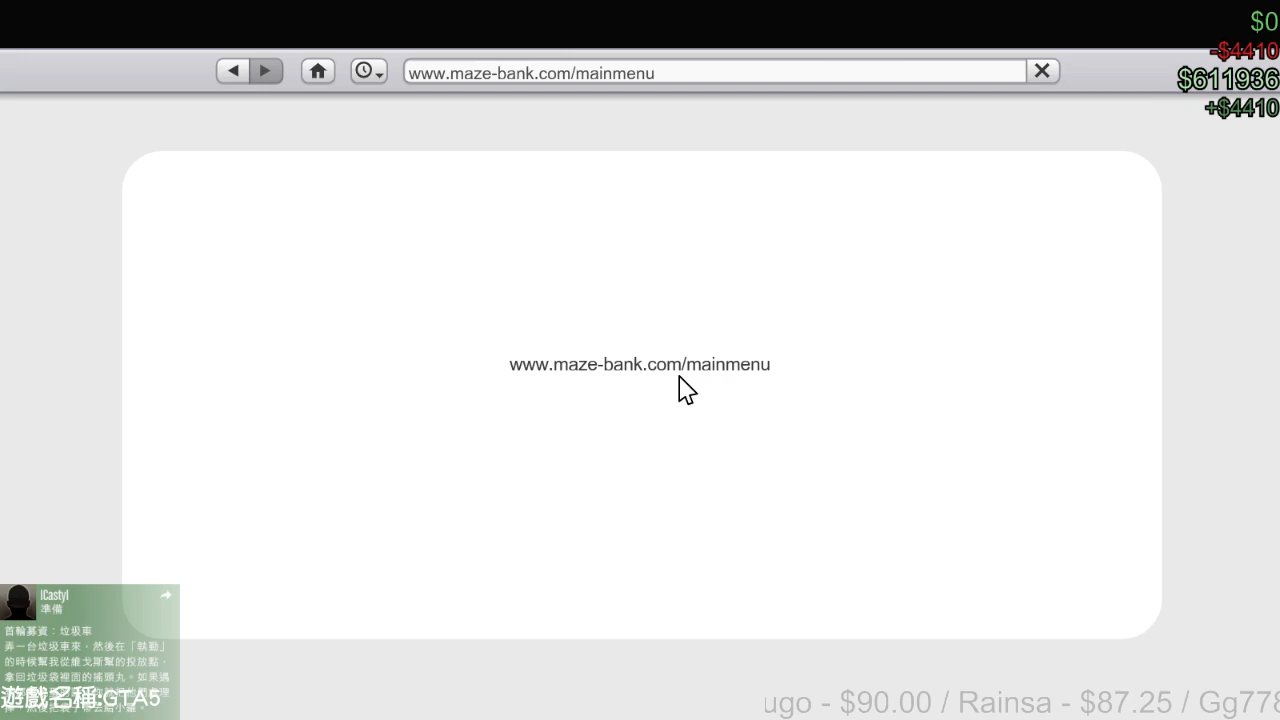 $0
-$4410
www.maze-bank.com/mainmenu
$611936
+$4410
www.maze-bank.com/mainmenu
|Casty|
準備
首輪募資：垃圾車
弄一台垃圾車來，然後在「執勤」
的時候幫我從維戈斯幫的投放點，
拿回垃圾袋裡面的搖頭丸。如果遇
遊戲名稱:GTA5
ugo - $90.00 / Rainsa - $87.25 / Gg778